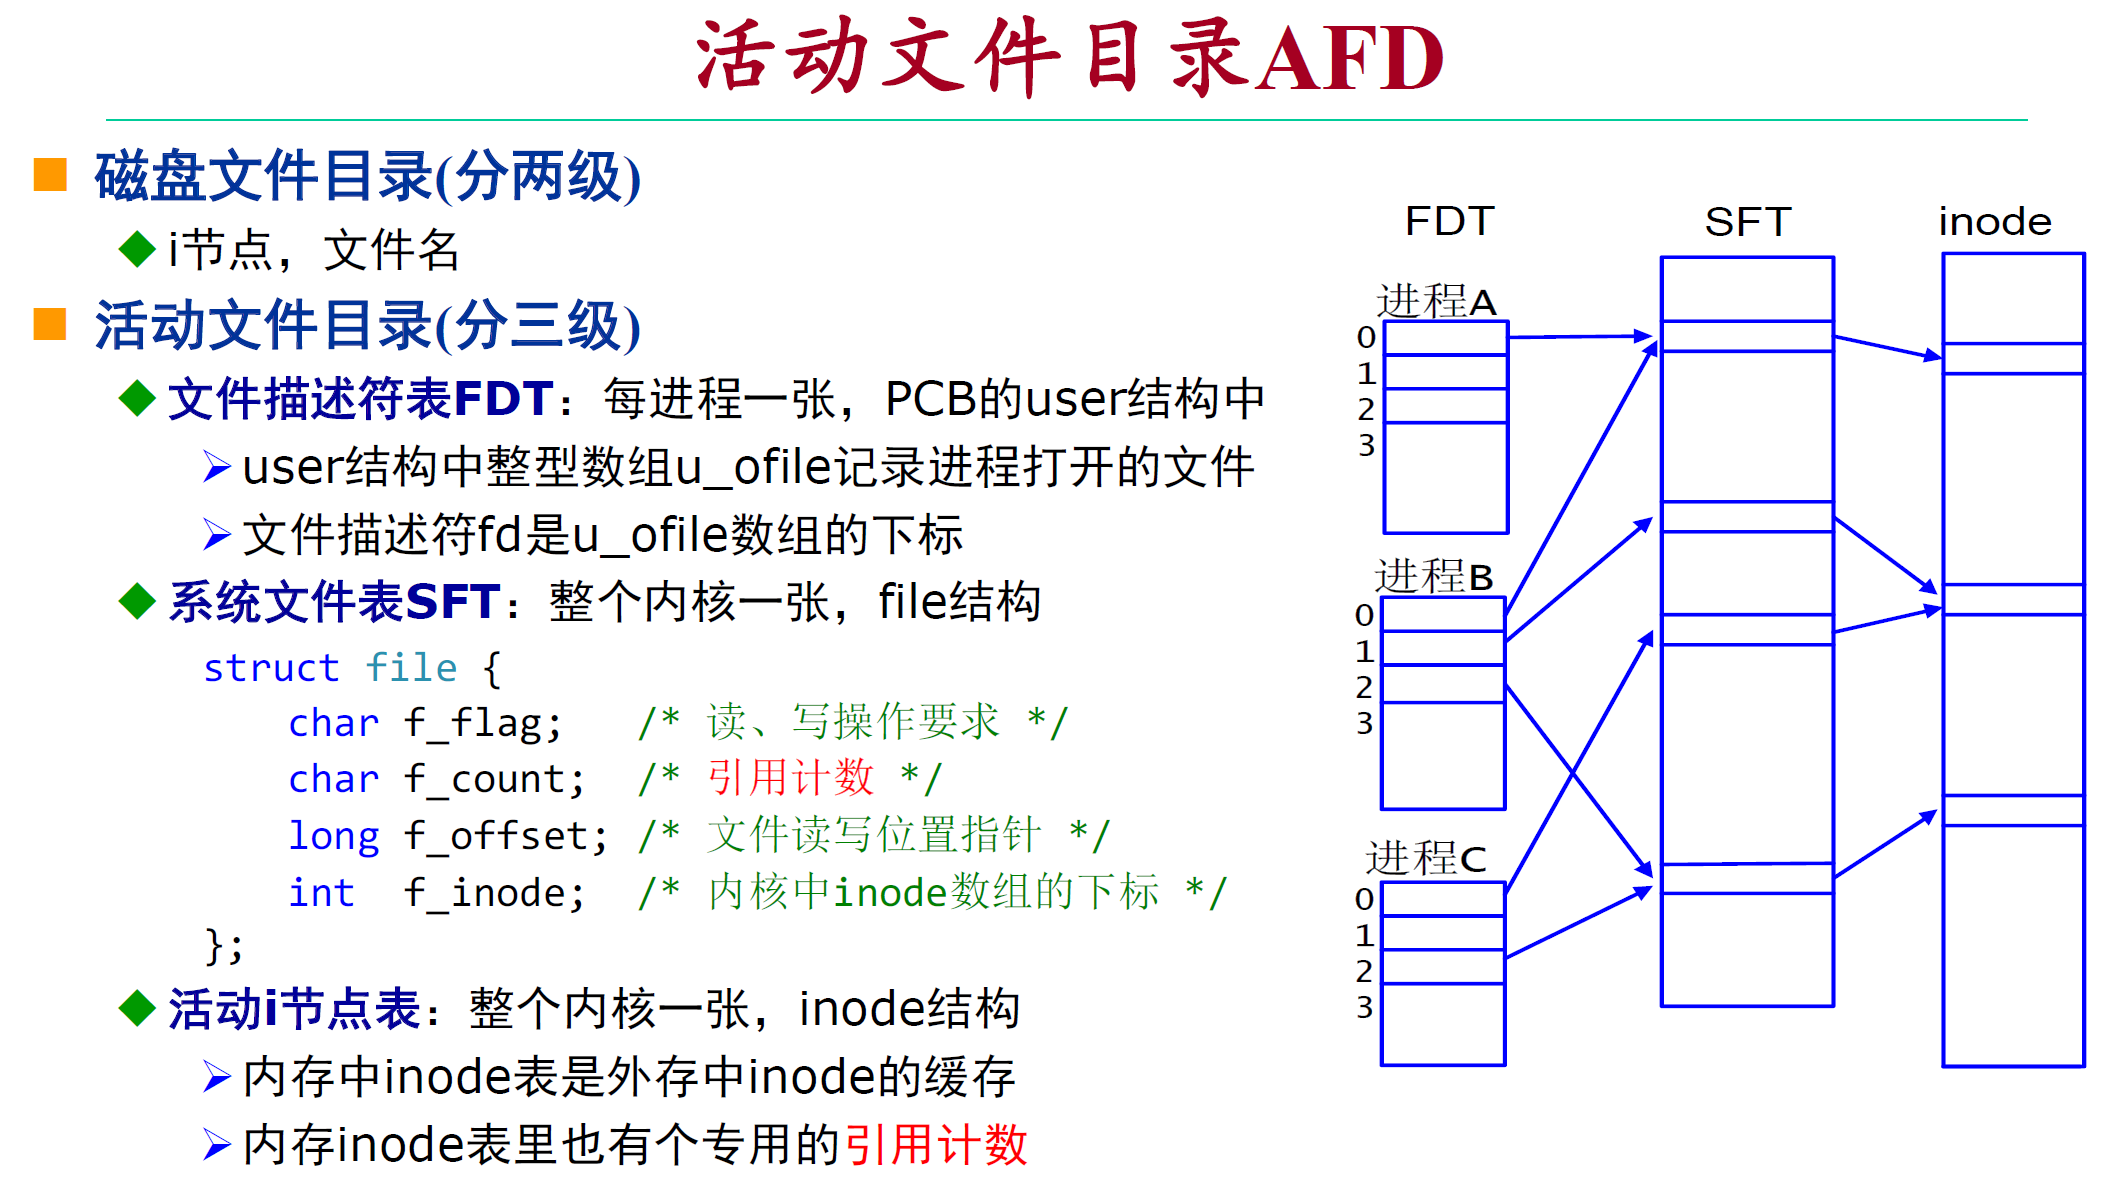 活动文件目录AFD
磁盘文件目录(分两级)
i节点，文件名
活动文件目录(分三级)
文件描述符表FDT：每进程一张，PCB的user结构中
user结构中整型数组u_ofile记录进程打开的文件
文件描述符fd是u_ofile数组的下标
系统文件表SFT：整个内核一张，file结构
struct file {
char f_flag; /* 读、写操作要求 */
char f_count; /* 引用计数 */
long f_offset; /* 文件读写位置指针 */
int f_inode; /* 内核中inode数组的下标 */
};
活动i节点表：整个内核一张，inode结构
内存中inode表是外存中inode的缓存
内存inode表里也有个专用的引用计数
FDT SFT inode
进程A
0
1
2
3
进程B
0
1
2
3
进程C
0
1
2
3